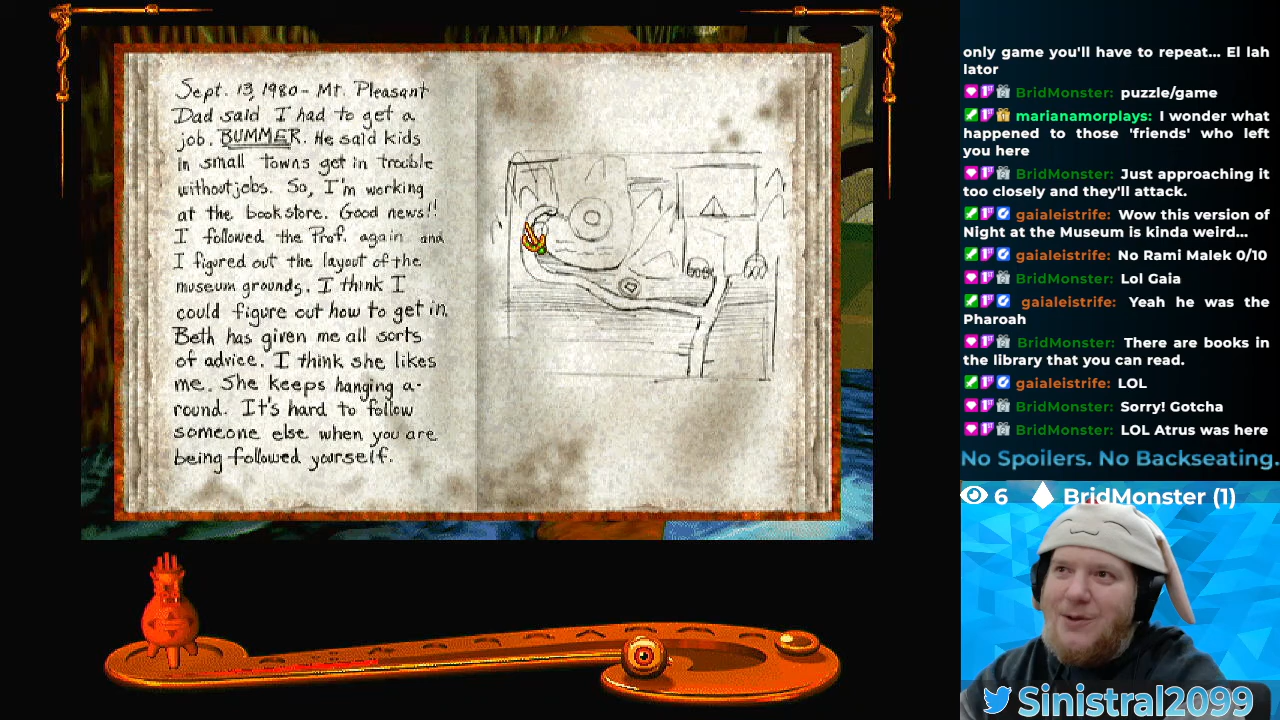 Sept. 13, 1980- Mt. Pleasant
Dad said I had to get a
job. BUMMER. He said kids
in small towns get in trouble
without jobs. So, I'm working
at the bookstore. Good news!!
I followed the Prof. again and
I figured out the layout of the
museum grounds. I think I
could figure out how to get in.
Beth has given me all sorts
of advice. I think she likes
me. She keeps hanging a-
round. It's hard to follow
someone else when you are
being followed yourself.
only game you'll have to repeat... El lah
lator
BridMonster: puzzle/game
marianamorplays: I wonder what
happened to those 'friends' who left
you here
BridMonster: Just approaching it
too closely and they'll attack.
gaialeistrife: Wow this version of
Night at the Museum is kinda weird...
gaialeistrife: No Rami Malek 0/10
BridMonster: Lol Gaia
gaialeistrife: Yeah he was the
Pharoah
BridMonster: There are books in
the library that you can read.
gaialeistrife: LOL
BridMonster: Sorry! Gotcha
BridMonster: LOL Atrus was here
No Spoilers. No Backseating.
6 BridMonster (1)
Sinistral2099